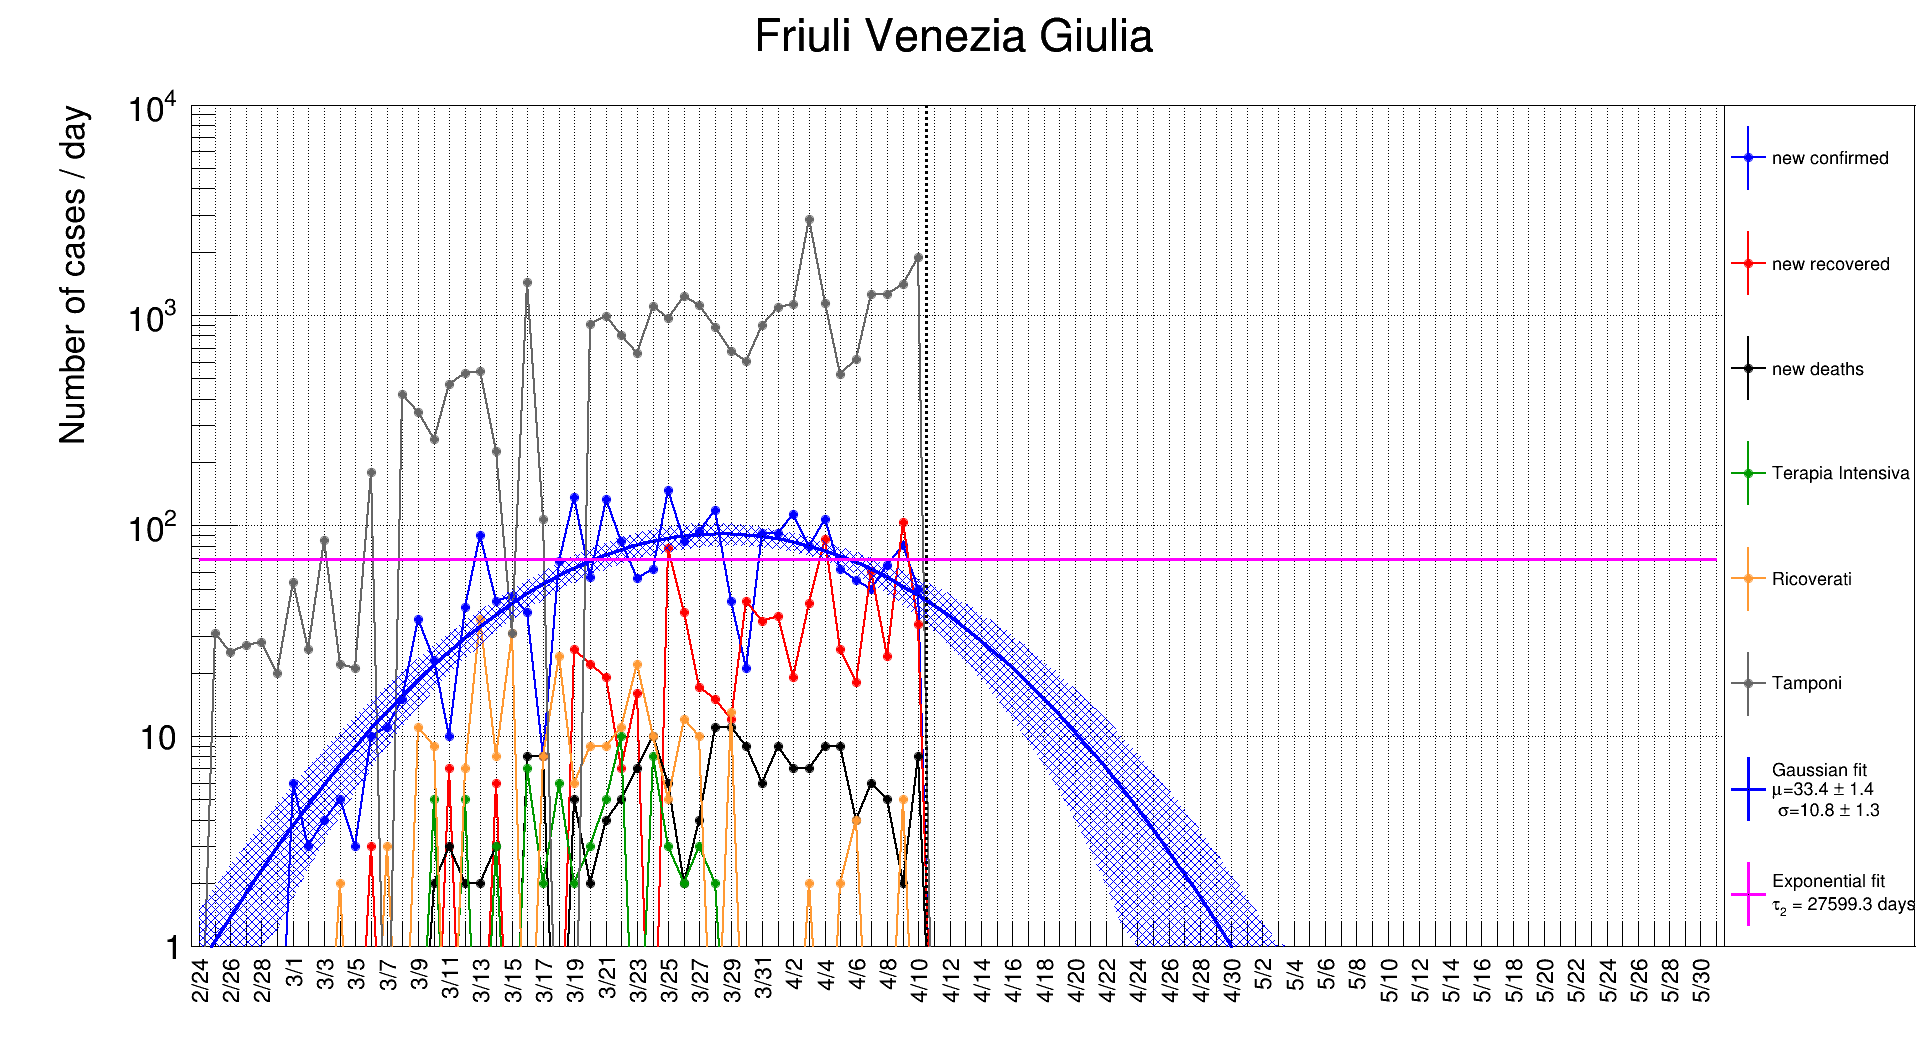 Friuli Venezia Giulia
Number of cases / day
10⁴
10³
10²
10
1
2/24 2/26 2/28 3/1 3/3 3/5 3/7 3/9 3/11 3/13 3/15 3/17 3/19 3/21 3/23 3/25 3/27 3/29 3/31 4/2 4/4 4/6 4/8 4/10 4/12 4/14 4/16 4/18 4/20 4/22 4/24 4/26 4/28 4/30 5/2 5/4 5/6 5/8 5/10 5/12 5/14 5/16 5/18 5/20 5/22 5/24 5/26 5/28 5/30
new confirmed
new recovered
new deaths
Terapia Intensiva
Ricoverati
Tamponi
Gaussian fit
μ=33.4 ± 1.4
σ=10.8 ± 1.3
Exponential fit
τ₂ = 27599.3 days